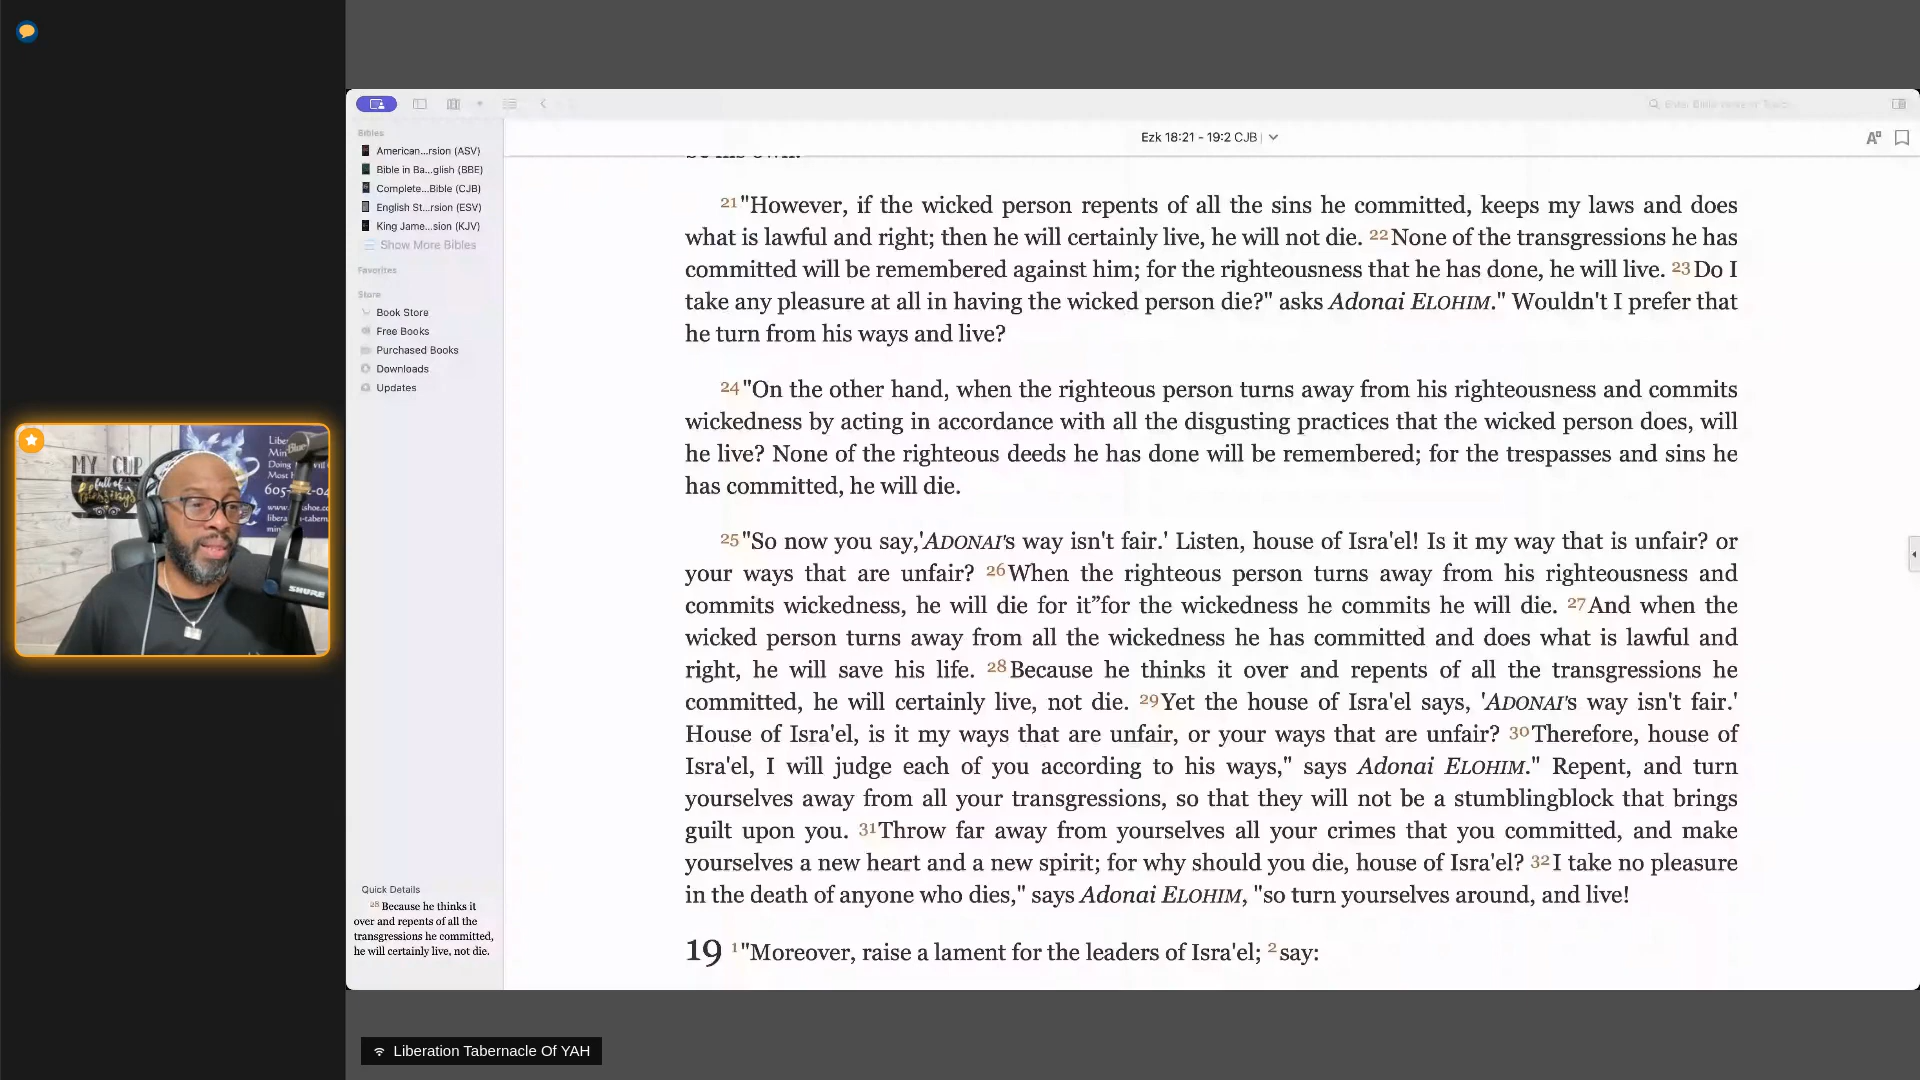 Bibles
American...rsion (ASV)
Bible in Ba...glish (BBE)
Complete...Bible (CJB)
English St...rsion (ESV)
King Jame...sion (KJV)
Show More Bibles
Favorites
Store
Book Store
Free Books
Purchased Books
Downloads
Updates
Quick Details
28 Because he thinks it
over and repents of all the
transgressions he committed,
he will certainly live, not die.
Ezk 18:21 - 19:2 CJB
21 "However, if the wicked person repents of all the sins he committed, keeps my laws and does
what is lawful and right; then he will certainly live, he will not die. 22 None of the transgressions he has
committed will be remembered against him; for the righteousness that he has done, he will live. 23 Do I
take any pleasure at all in having the wicked person die?" asks Adonai ELOHIM." Wouldn't I prefer that
he turn from his ways and live?
24 "On the other hand, when the righteous person turns away from his righteousness and commits
wickedness by acting in accordance with all the disgusting practices that the wicked person does, will
he live? None of the righteous deeds he has done will be remembered; for the trespasses and sins he
has committed, he will die.
25 "So now you say,'ADONAI's way isn't fair.' Listen, house of Isra'el! Is it my way that is unfair? or
your ways that are unfair? 26 When the righteous person turns away from his righteousness and
commits wickedness, he will die for it”for the wickedness he commits he will die. 27 And when the
wicked person turns away from all the wickedness he has committed and does what is lawful and
right, he will save his life. 28 Because he thinks it over and repents of all the transgressions he
committed, he will certainly live, not die. 29 Yet the house of Isra'el says, 'ADONAI's way isn't fair.'
House of Isra'el, is it my ways that are unfair, or your ways that are unfair? 30 Therefore, house of
Isra'el, I will judge each of you according to his ways," says Adonai ELOHIM." Repent, and turn
yourselves away from all your transgressions, so that they will not be a stumblingblock that brings
guilt upon you. 31 Throw far away from yourselves all your crimes that you committed, and make
yourselves a new heart and a new spirit; for why should you die, house of Isra'el? 32 I take no pleasure
in the death of anyone who dies," says Adonai ELOHIM, "so turn yourselves around, and live!
19 1 "Moreover, raise a lament for the leaders of Isra'el; 2 say:
MY CUP
full of
blessings
SHURE
Liberation Tabernacle Of YAH